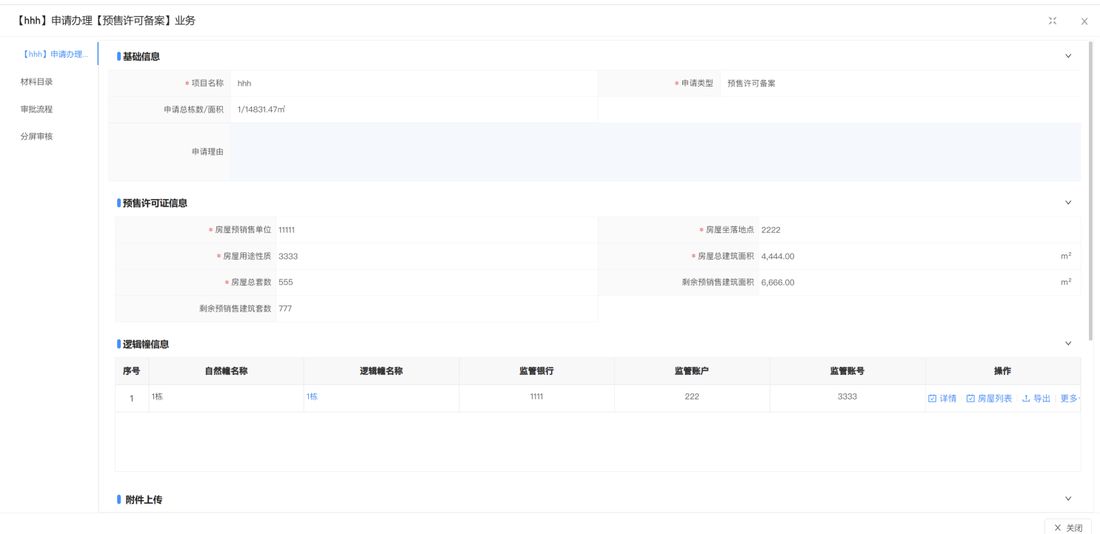 【hhh】申请办理【预售许可备案】业务
【hhh】申请办理...
材料目录
审批流程
分屏审核
基础信息
* 项目名称 hhh * 申请类型 预售许可备案
申请总栋数/面积 1/14831.47㎡
申请理由
预售许可证信息
* 房屋预销售单位 11111 * 房屋坐落地点 2222
* 房屋用途性质 3333 * 房屋总建筑面积 4,444.00 m²
* 房屋总套数 555 剩余预销售建筑面积 6,666.00 m²
剩余预销售建筑套数 777
逻辑幢信息
序号 自然幢名称 逻辑幢名称 监管银行 监管账户 监管账号 操作
1 1栋 1栋 1111 222 3333 详情 房屋列表 导出 更多
附件上传
关闭